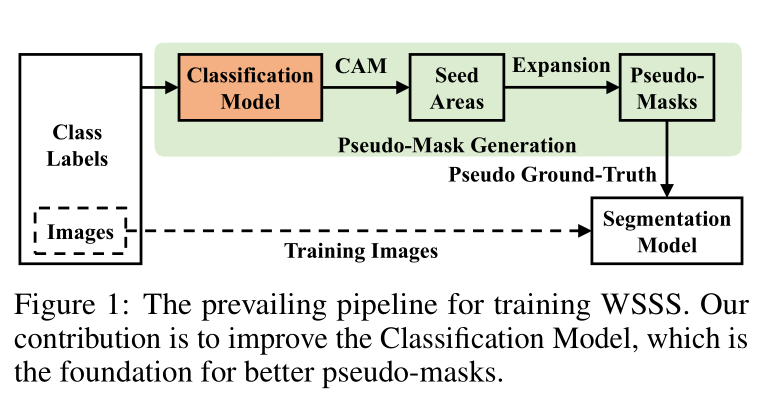 Class
Labels
Images
Classification
Model
CAM
Seed
Areas
Expansion
Pseudo-
Masks
Pseudo-Mask Generation
Pseudo Ground-Truth
Segmentation
Model
Training Images
Figure 1: The prevailing pipeline for training WSSS. Our
contribution is to improve the Classification Model, which is
the foundation for better pseudo-masks.